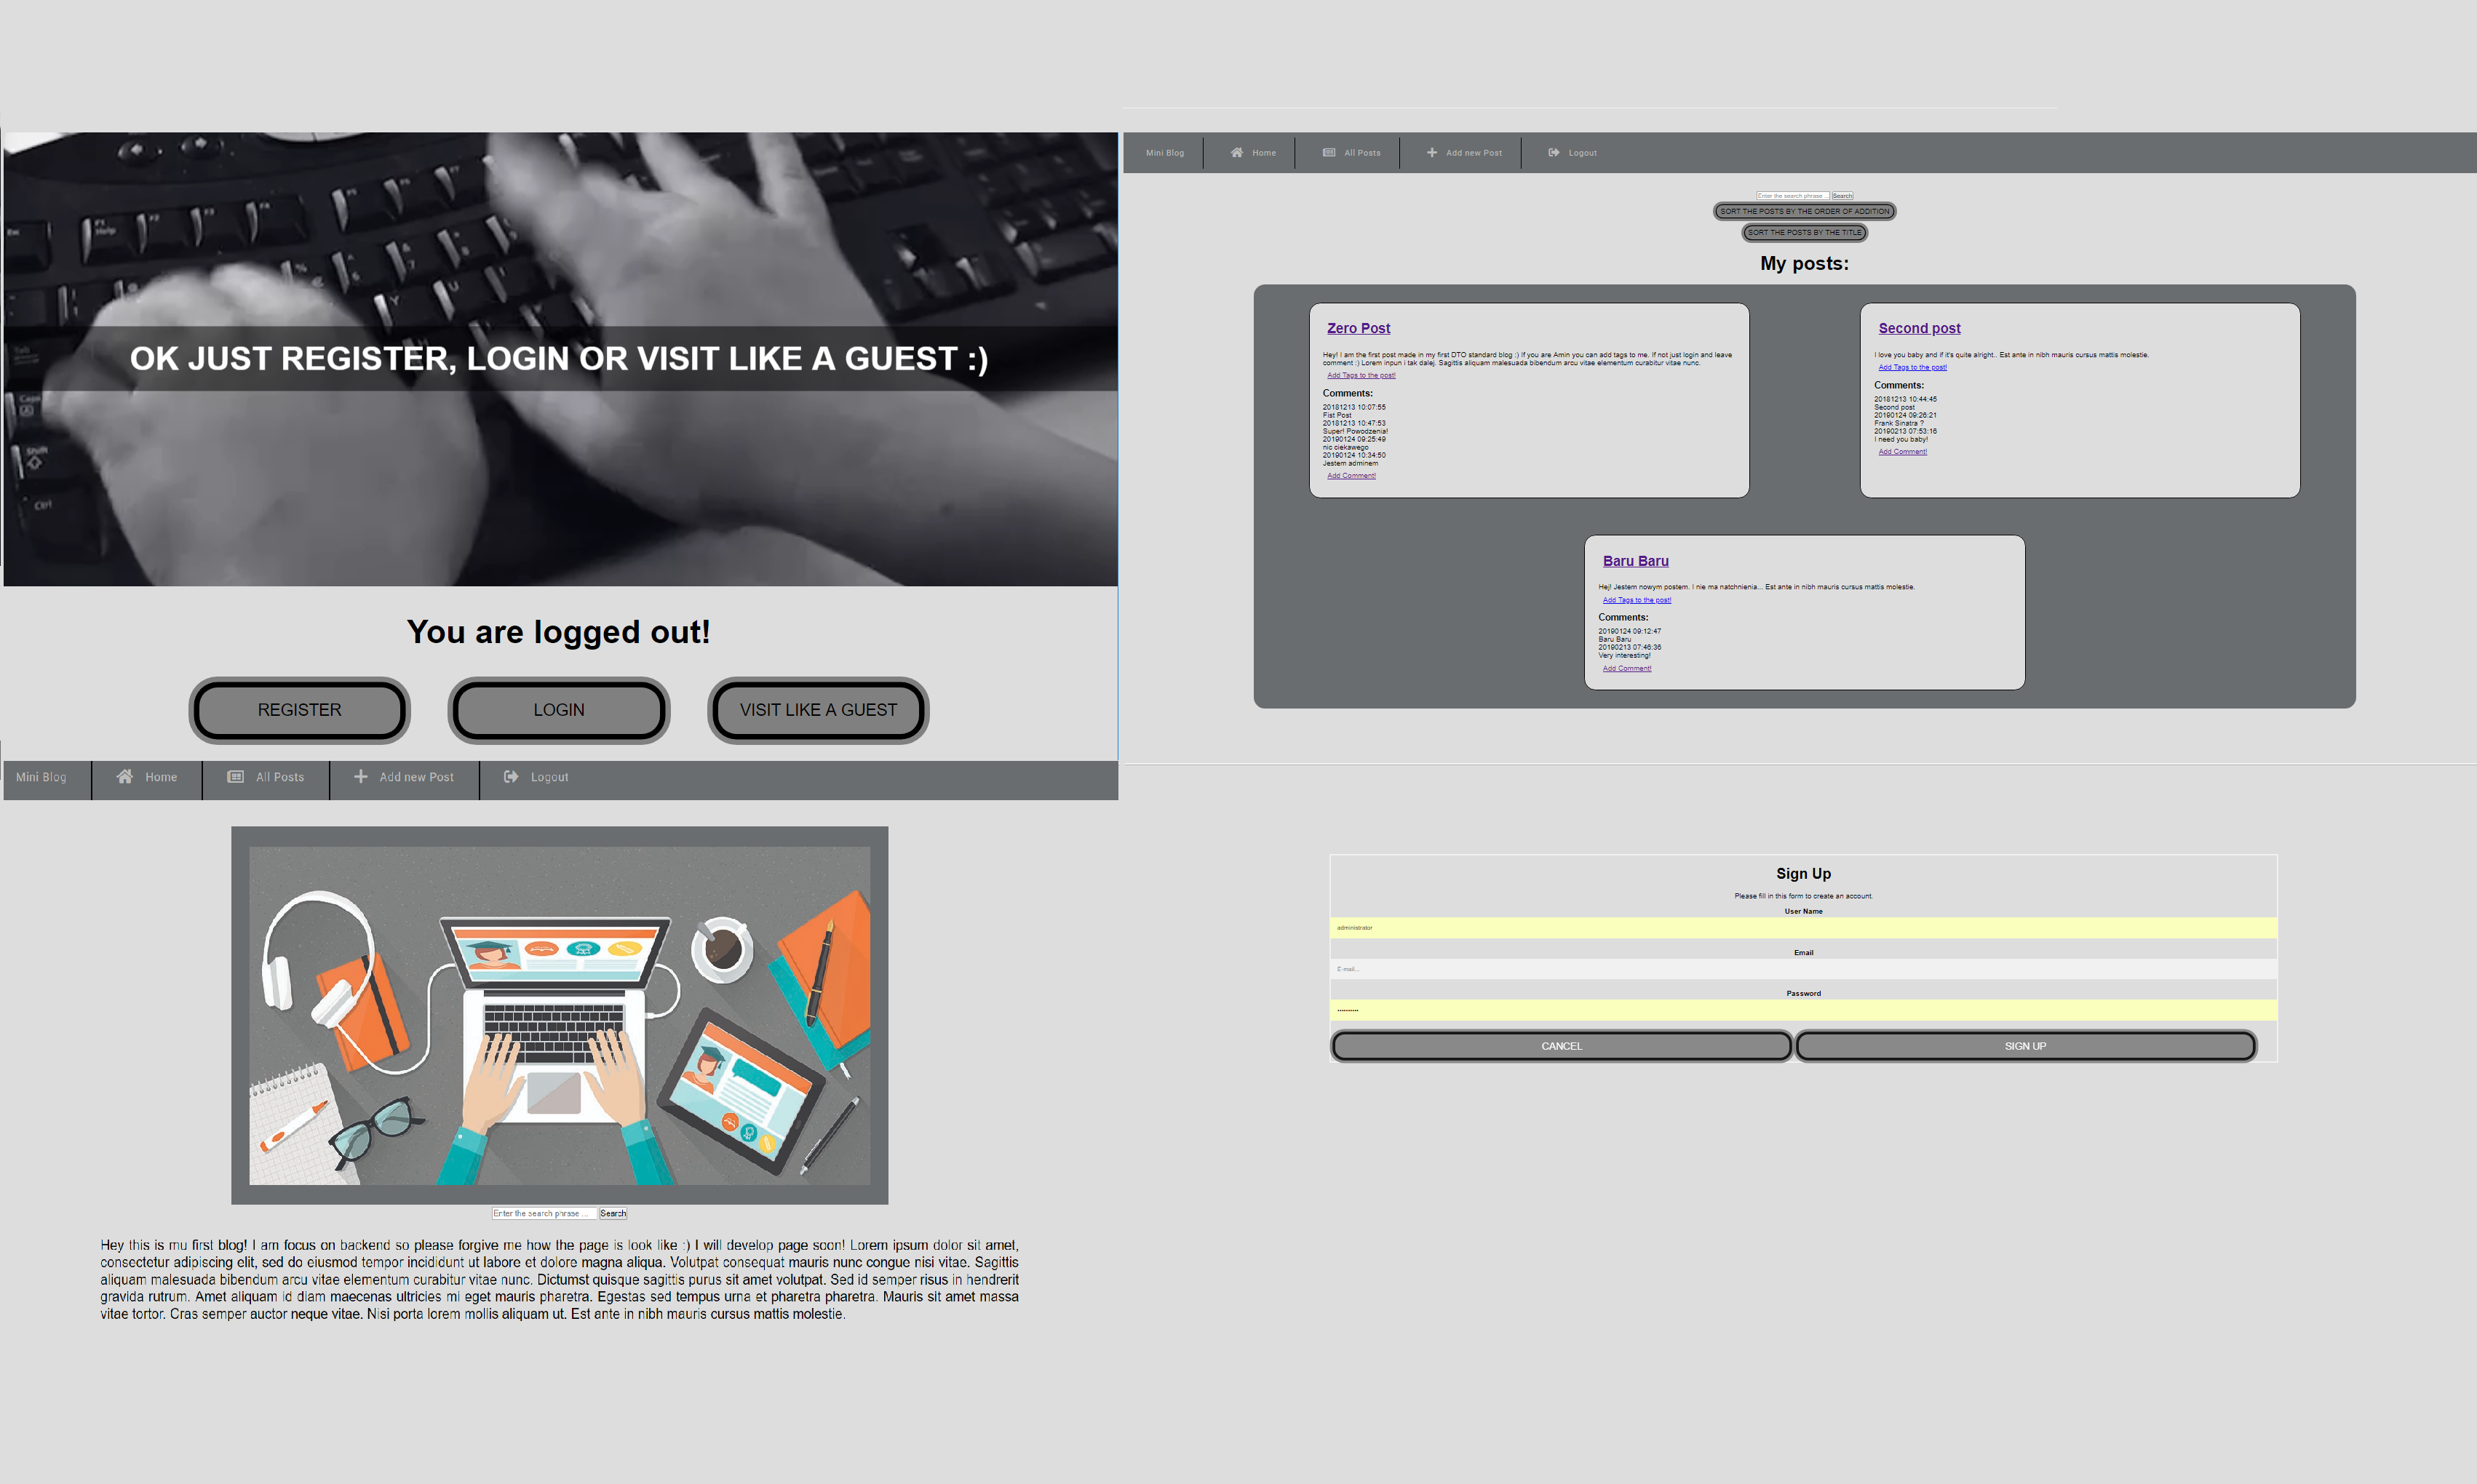 OK JUST REGISTER, LOGIN OR VISIT LIKE A GUEST :)
You are logged out!
REGISTER
LOGIN
VISIT LIKE A GUEST
Mini Blog
Home
All Posts
Add new Post
Logout
Enter the search phrase ...
Search
SORT THE POSTS BY THE ORDER OF ADDITION
SORT THE POSTS BY THE TITLE
My posts:
Zero Post
Hey! I am the first post made in my first DTO standard blog :) If you are Amin you can add tags to me. If not just login and leave
comment :) Lorem inpun i tak dalej. Sagittis aliquam malesuada bibendum arcu vitae elementum curabitur vitae nunc.
Add Tags to the post!
Comments:
20181213 10:07:55
Fist Post
20181213 10:47:53
Super! Powodzenia!
20190124 09:25:49
nic ciekawego
20190124 10:34:50
Jestem adminem
Add Comment!
Second post
I love you baby and if it's quite alright.. Est ante in nibh mauris cursus mattis molestie.
Add Tags to the post!
Comments:
20181213 10:44:45
Second post
20190124 09:26:21
Frank Sinatra ?
20190213 07:53:16
I need you baby!
Add Comment!
Baru Baru
Hej! Jestem nowym postem. I nie ma natchnienia... Est ante in nibh mauris cursus mattis molestie.
Add Tags to the post!
Comments:
20190124 09:12:47
Baru Baru
20190213 07:46:36
Very interesting!
Add Comment!
Mini Blog
Home
All Posts
Add new Post
Logout
Enter the search phrase ...
Search
Hey this is mu first blog! I am focus on backend so please forgive me how the page is look like :) I will develop page soon! Lorem ipsum dolor sit amet,
consectetur adipiscing elit, sed do eiusmod tempor incididunt ut labore et dolore magna aliqua. Volutpat consequat mauris nunc congue nisi vitae. Sagittis
aliquam malesuada bibendum arcu vitae elementum curabitur vitae nunc. Dictumst quisque sagittis purus sit amet volutpat. Sed id semper risus in hendrerit
gravida rutrum. Amet aliquam id diam maecenas ultricies mi eget mauris pharetra. Egestas sed tempus urna et pharetra pharetra. Mauris sit amet massa
vitae tortor. Cras semper auctor neque vitae. Nisi porta lorem mollis aliquam ut. Est ante in nibh mauris cursus mattis molestie.
Sign Up
Please fill in this form to create an account.
User Name
administrator
Email
E-mail...
Password
CANCEL
SIGN UP